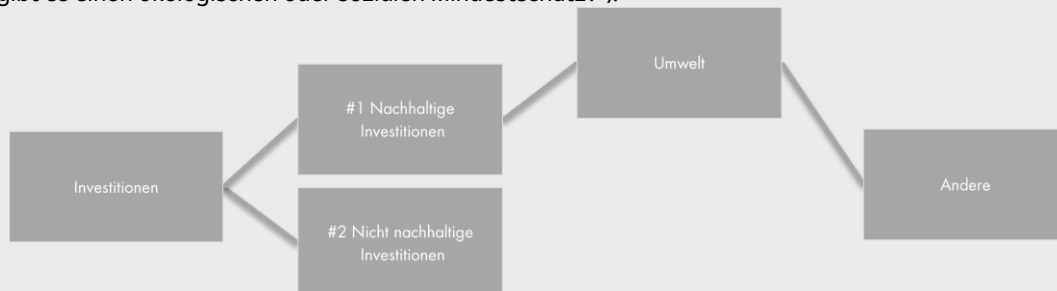 gibt es einen ökologischen oder sozialen Mindestschutz?“).
Umwelt
#1 Nachhaltige
Investitionen
Investitionen
Andere
#2 Nicht nachhaltige
Investitionen